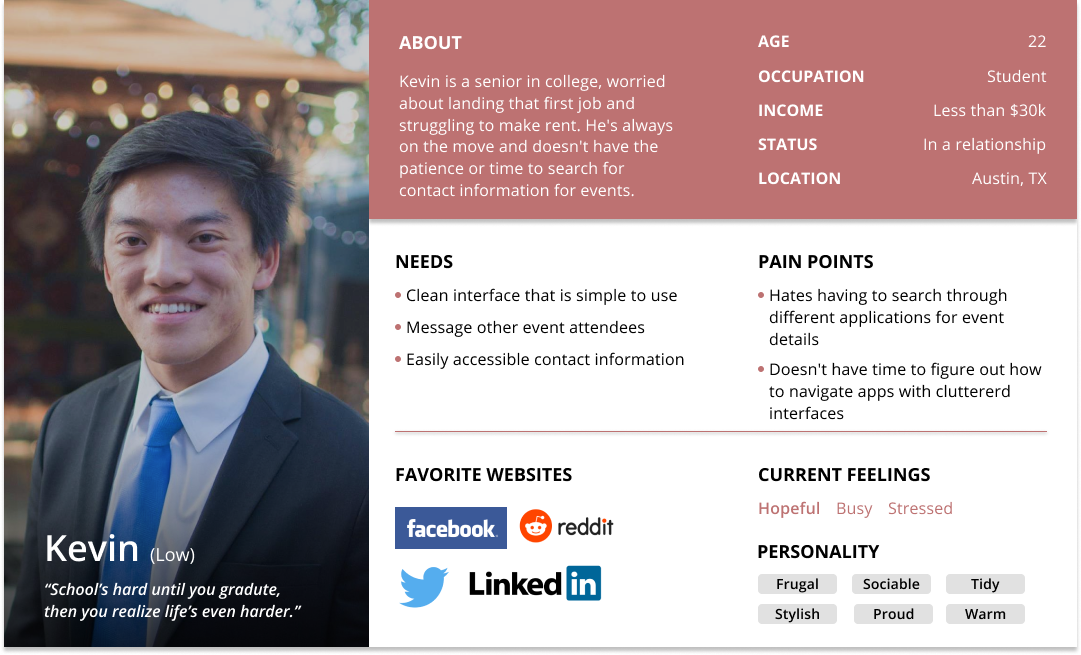 ABOUT
Kevin is a senior in college, worried
about landing that first job and
struggling to make rent. He's always
on the move and doesn't have the
patience or time to search for
contact information for events.
AGE 22
OCCUPATION Student
INCOME Less than $30k
STATUS In a relationship
LOCATION Austin, TX
NEEDS
• Clean interface that is simple to use
• Message other event attendees
• Easily accessible contact information
PAIN POINTS
• Hates having to search through
different applications for event
details
• Doesn't have time to figure out how
to navigate apps with cluttererd
interfaces
FAVORITE WEBSITES
facebook.
reddit
Linked in
CURRENT FEELINGS
Hopeful Busy Stressed
PERSONALITY
Frugal Sociable Tidy
Stylish Proud Warm
Kevin (Low)
“School’s hard until you gradute,
then you realize life’s even harder.”